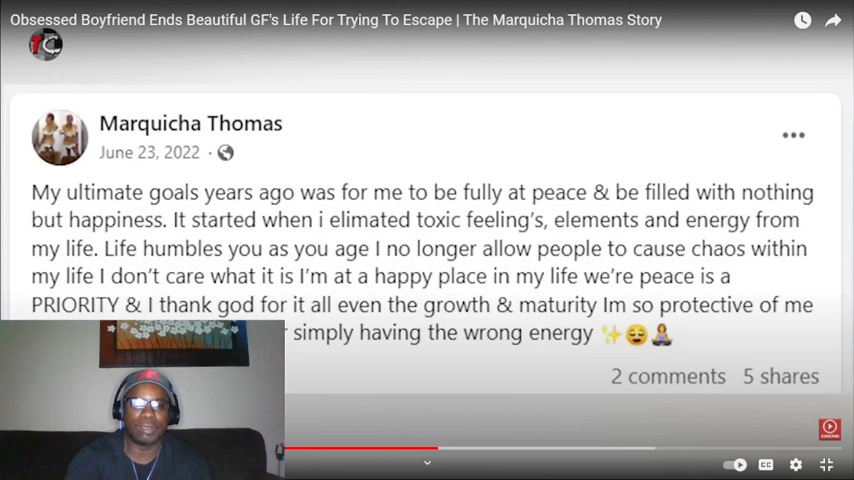 Obsessed Boyfriend Ends Beautiful GF's Life For Trying To Escape | The Marquicha Thomas Story
TC
Marquicha Thomas
June 23, 2022 ·
My ultimate goals years ago was for me to be fully at peace & be filled with nothing
but happiness. It started when i elimated toxic feeling's, elements and energy from
my life. Life humbles you as you age I no longer allow people to cause chaos within
my life I don't care what it is I'm at a happy place in my life we're peace is a
PRIORITY & I thank god for it all even the growth & maturity Im so protective of me
simply having the wrong energy ✨😌🧘‍♀️
2 comments 5 shares
SUBSCRIBE
CC